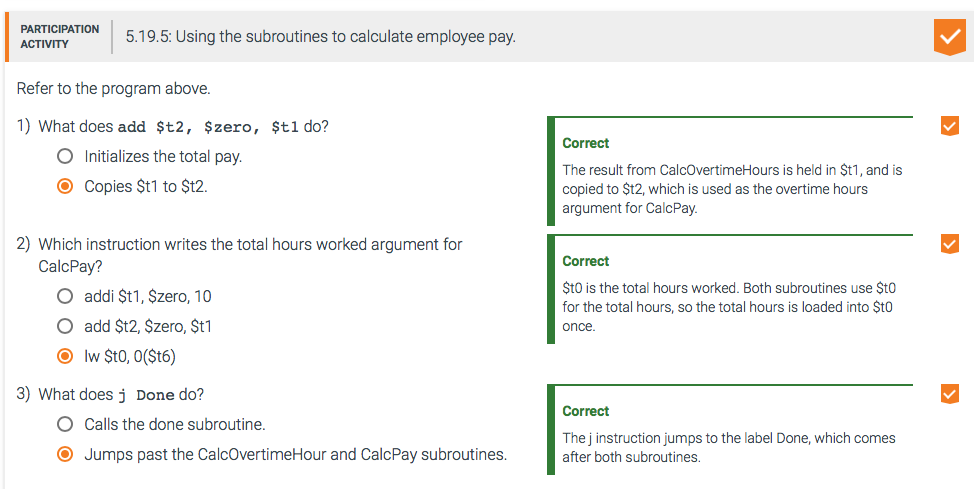 PARTICIPATION
ACTIVITY
5.19.5: Using the subroutines to calculate employee pay.
Refer to the program above.
1) What does add $t2, $zero, $t1 do?
Initializes the total pay.
Copies $t1 to $t2.
Correct
The result from CalcOvertimeHours is held in $t1, and is
copied to $t2, which is used as the overtime hours
argument for CalcPay.
2) Which instruction writes the total hours worked argument for
CalcPay?
addi $t1, $zero, 10
add $t2, $zero, $t1
lw $t0, 0($t6)
Correct
$t0 is the total hours worked. Both subroutines use $t0
for the total hours, so the total hours is loaded into $t0
once.
3) What does j Done do?
Calls the done subroutine.
Jumps past the CalcOvertimeHour and CalcPay subroutines.
Correct
The j instruction jumps to the label Done, which comes
after both subroutines.